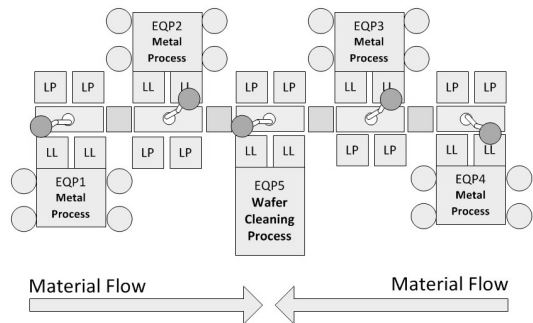 EQP2
Metal
Process
EQP3
Metal
Process
LP LP LL LL LP LP LL LL LP LP
LL LL LP LP LL LL LP LP LL LL
EQP1
Metal
Process
EQP5
Wafer
Cleaning
Process
EQP4
Metal
Process
Material Flow
Material Flow